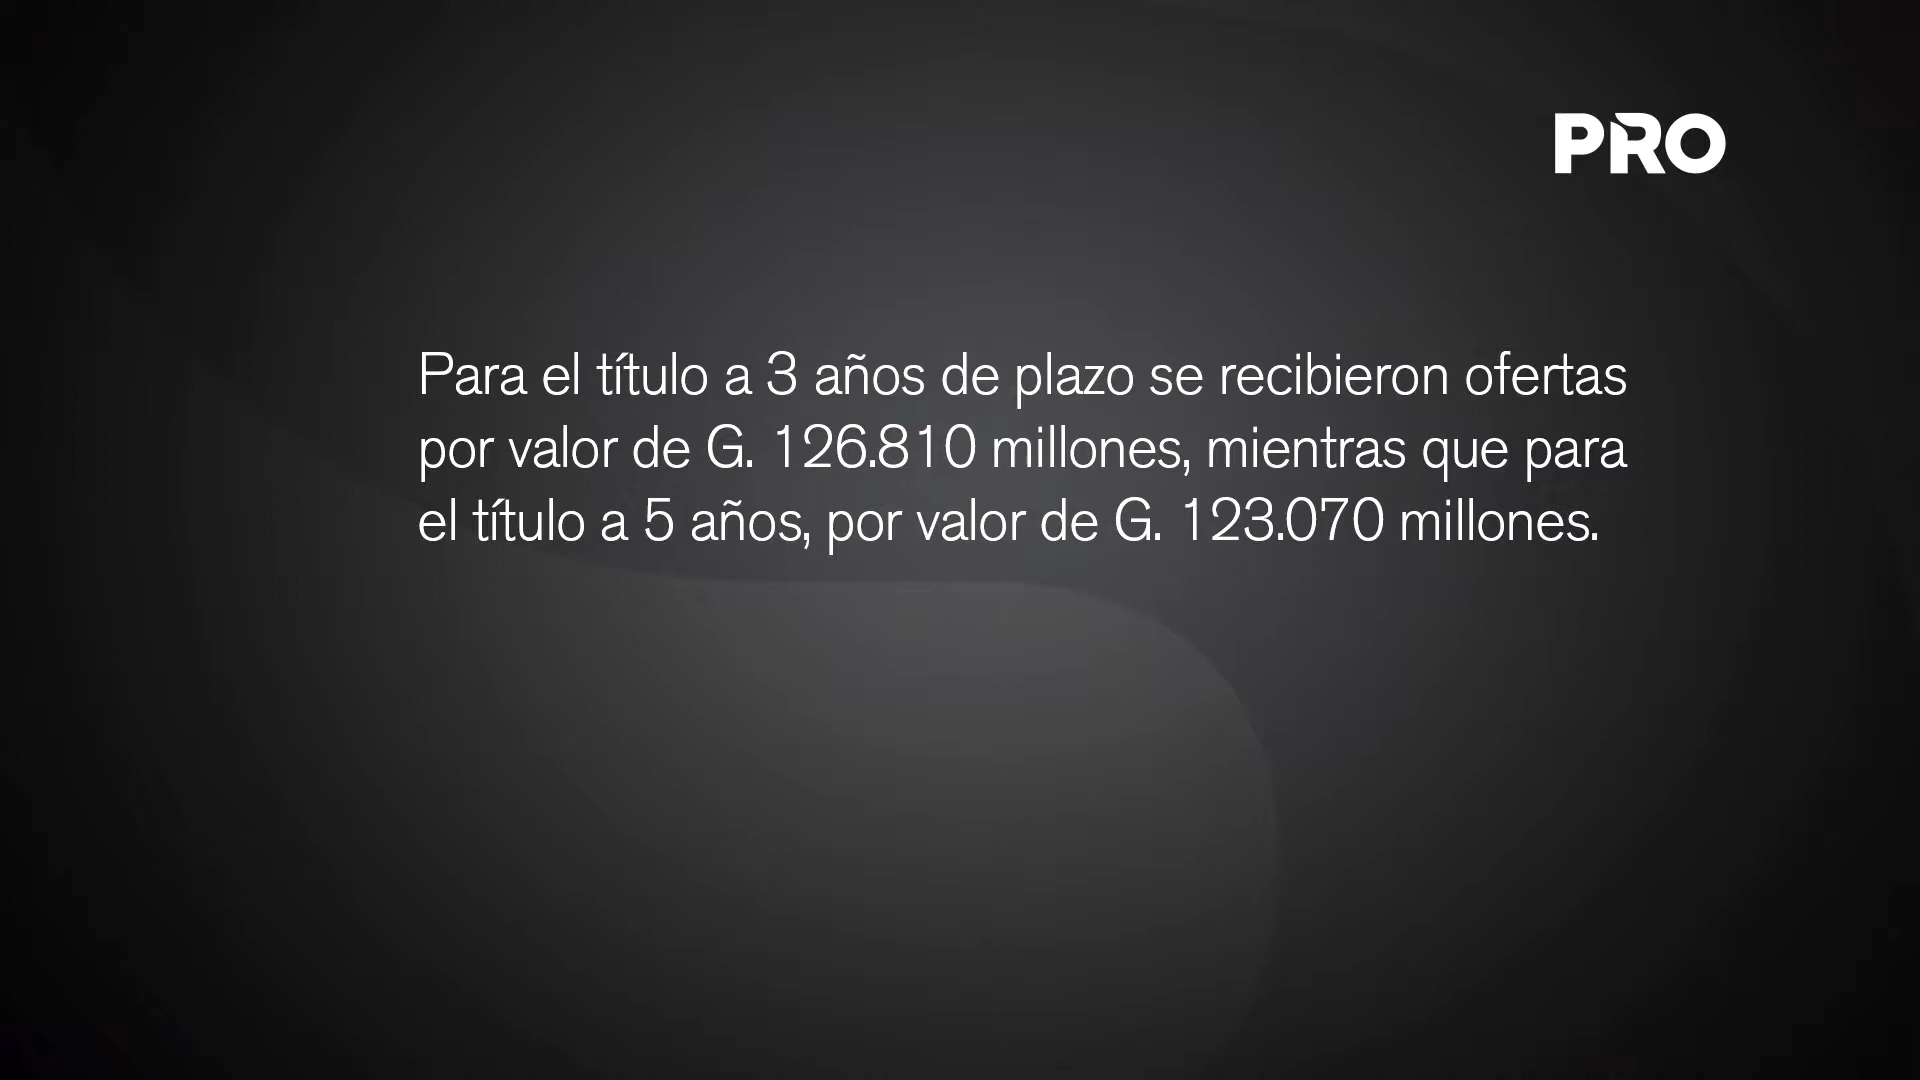 PRO
Para el título a 3 años de plazo se recibieron ofertas
por valor de G. 126.810 millones, mientras que para
el título a 5 años, por valor de G. 123.070 millones.